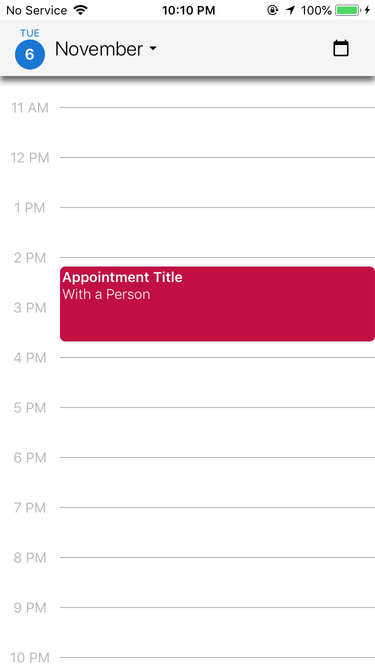 No Service 10:10 PM 100%
TUE
6 November
11 AM
12 PM
1 PM
2 PM
Appointment Title
With a Person
3 PM
4 PM
5 PM
6 PM
7 PM
8 PM
9 PM
10 PM